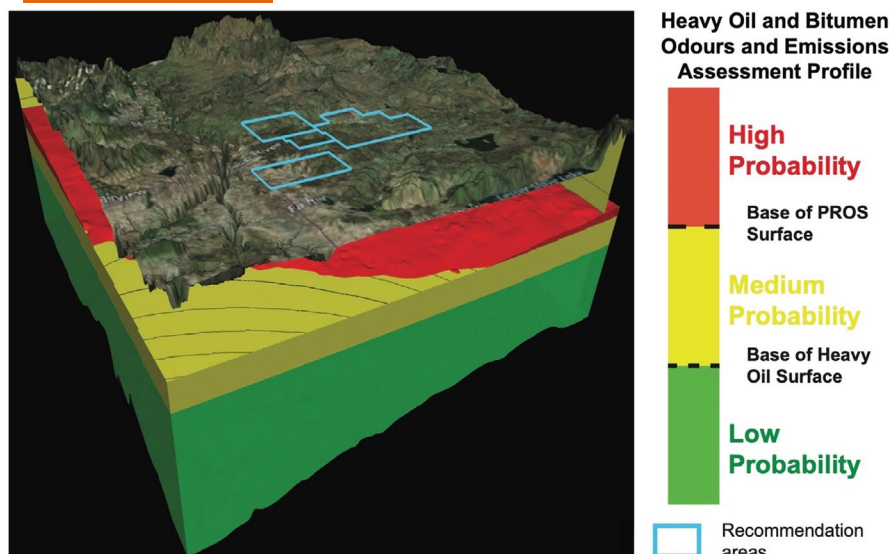 Heavy Oil and Bitumen
Odours and Emissions
Assessment Profile
High
Probability
Base of PROS
Surface
Medium
Probability
Base of Heavy
Oil Surface
Low
Probability
Recommendation
areas